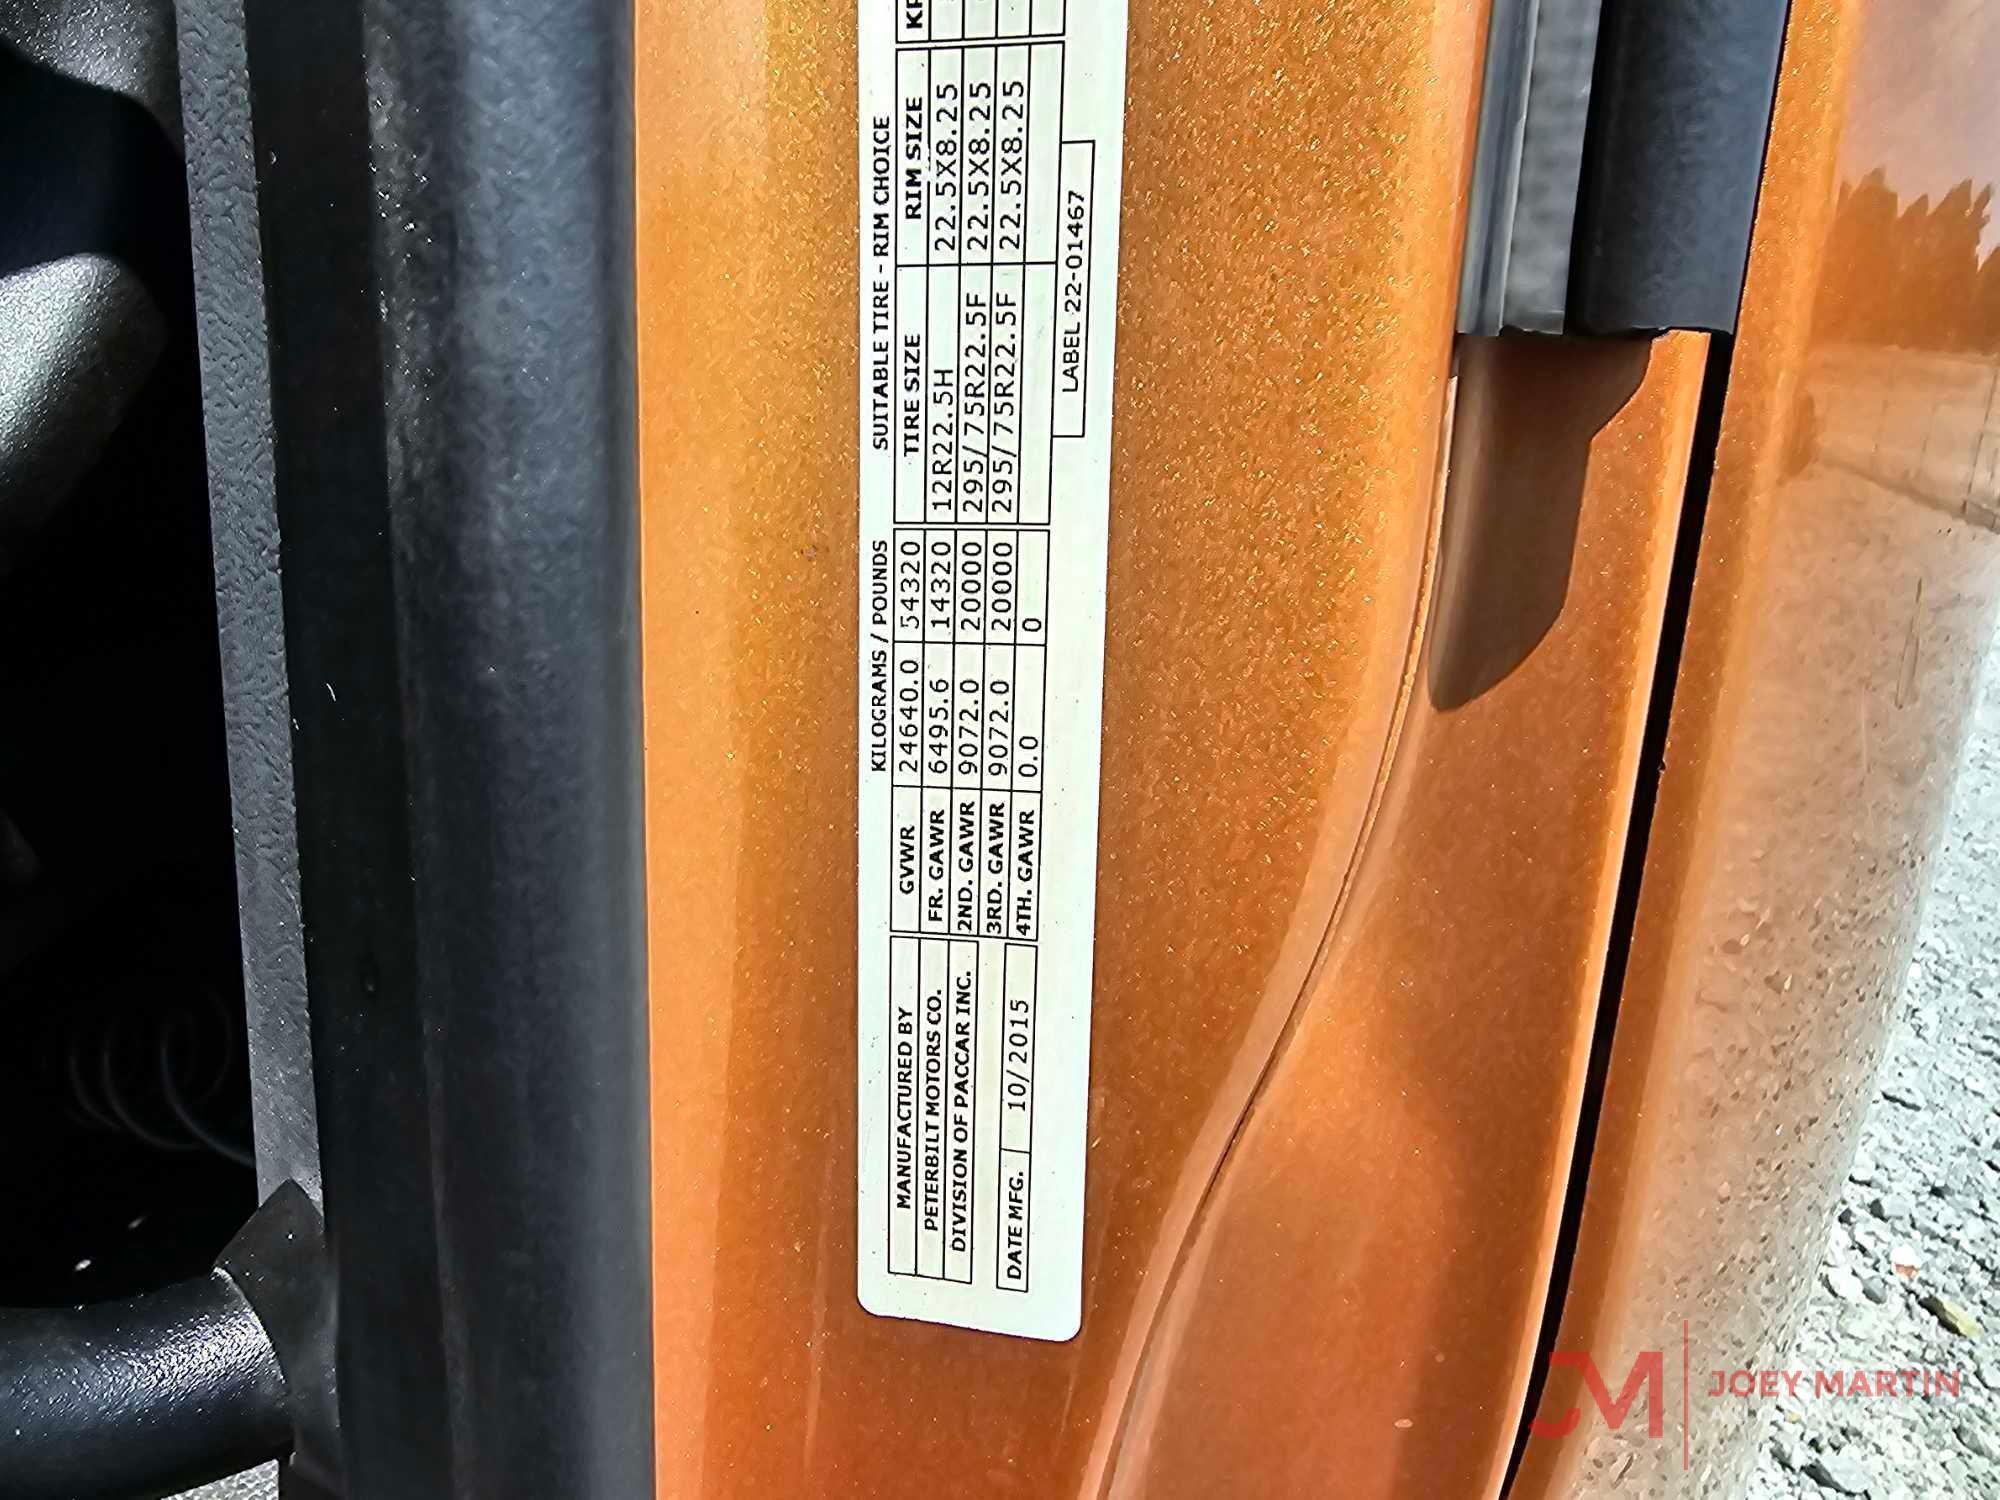 KILOGRAMS / POUNDS SUITABLE TIRE - RIM CHOICE
MANUFACTURED BY GVWR 24640.0 54320 TIRE SIZE RIM SIZE
PETERBILT MOTORS CO. FR. GAWR 6495.6 14320 12R22.5H 22.5X8.25
DIVISION OF PACCAR INC. 2ND. GAWR 9072.0 20000 295/75R22.5F 22.5X8.25
3RD. GAWR 9072.0 20000 295/75R22.5F 22.5X8.25
DATE MFG. 10/2015 4TH. GAWR 0.0 0
LABEL 22-01467
JM JOEY MARTIN